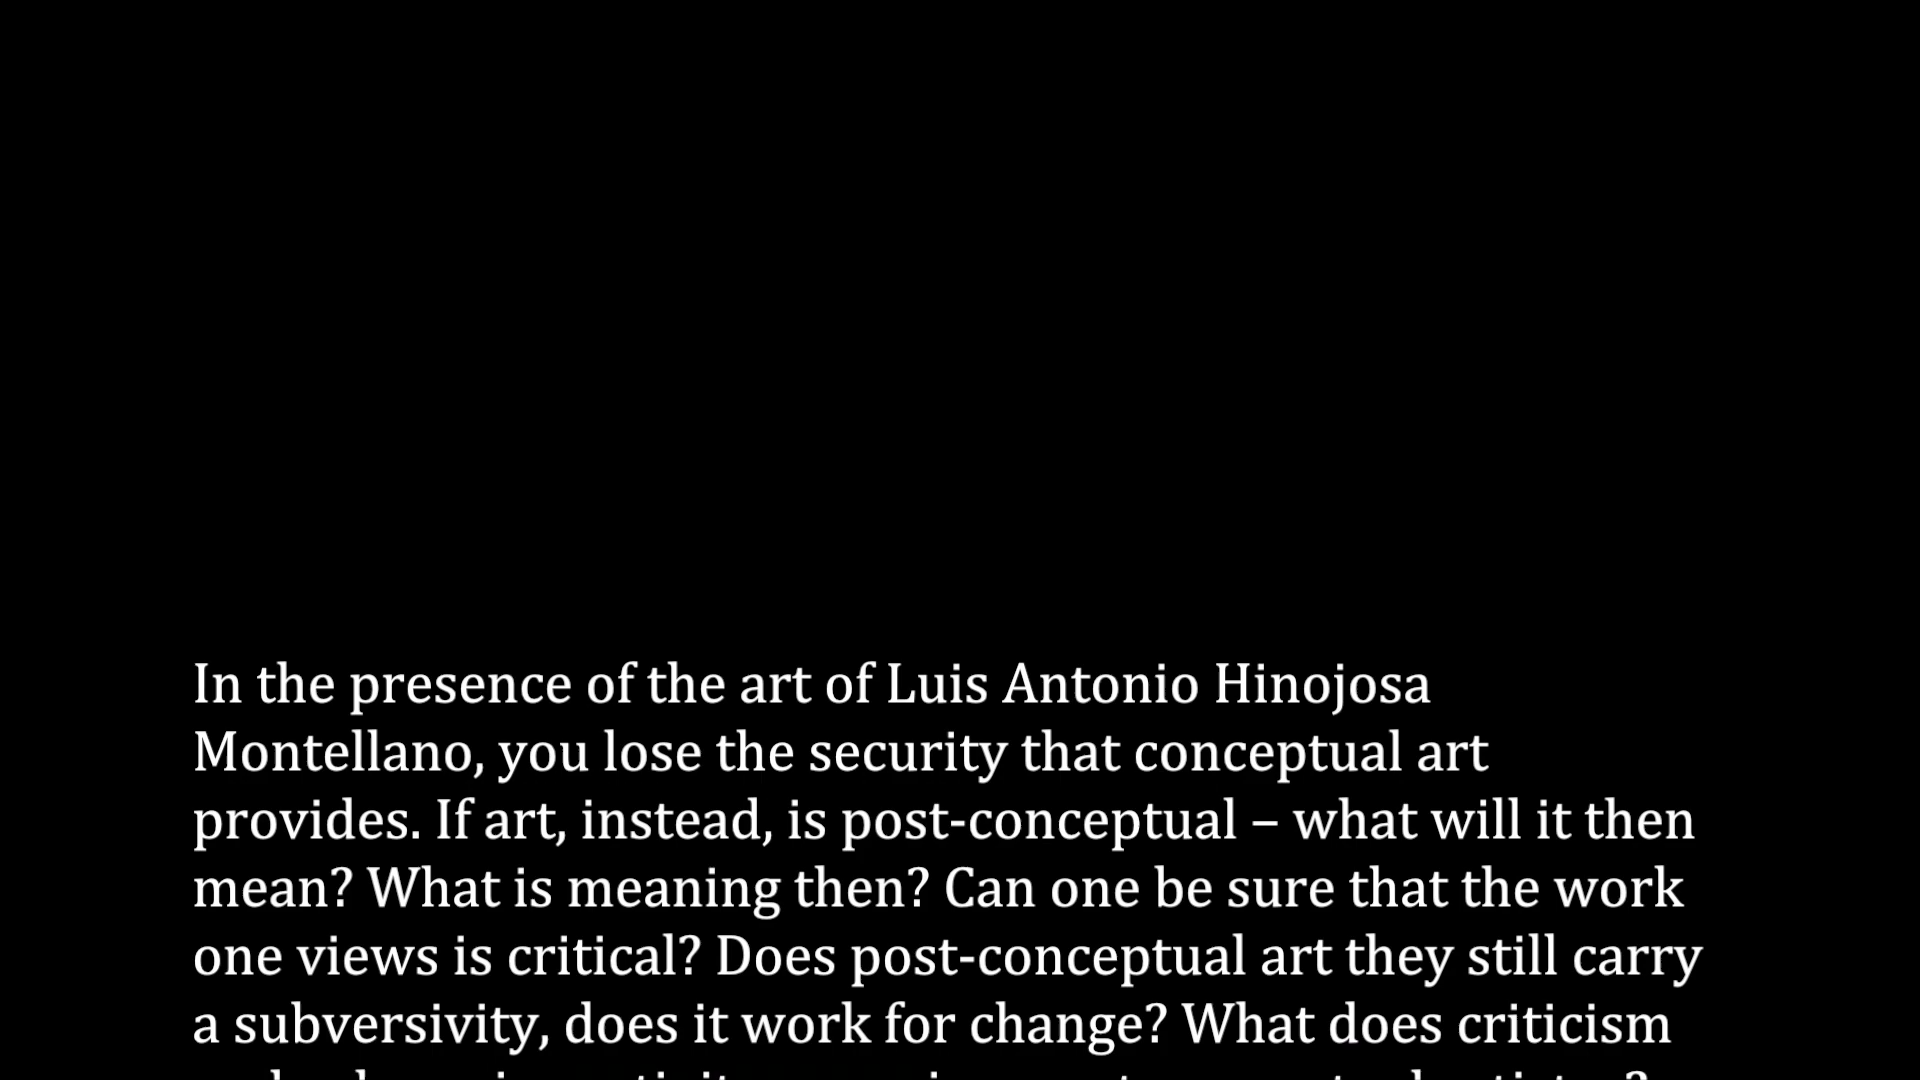 In the presence of the art of Luis Antonio Hinojosa
Montellano, you lose the security that conceptual art
provides. If art, instead, is post-conceptual – what will it then
mean? What is meaning then? Can one be sure that the work
one views is critical? Does post-conceptual art they still carry
a subversivity, does it work for change? What does criticism